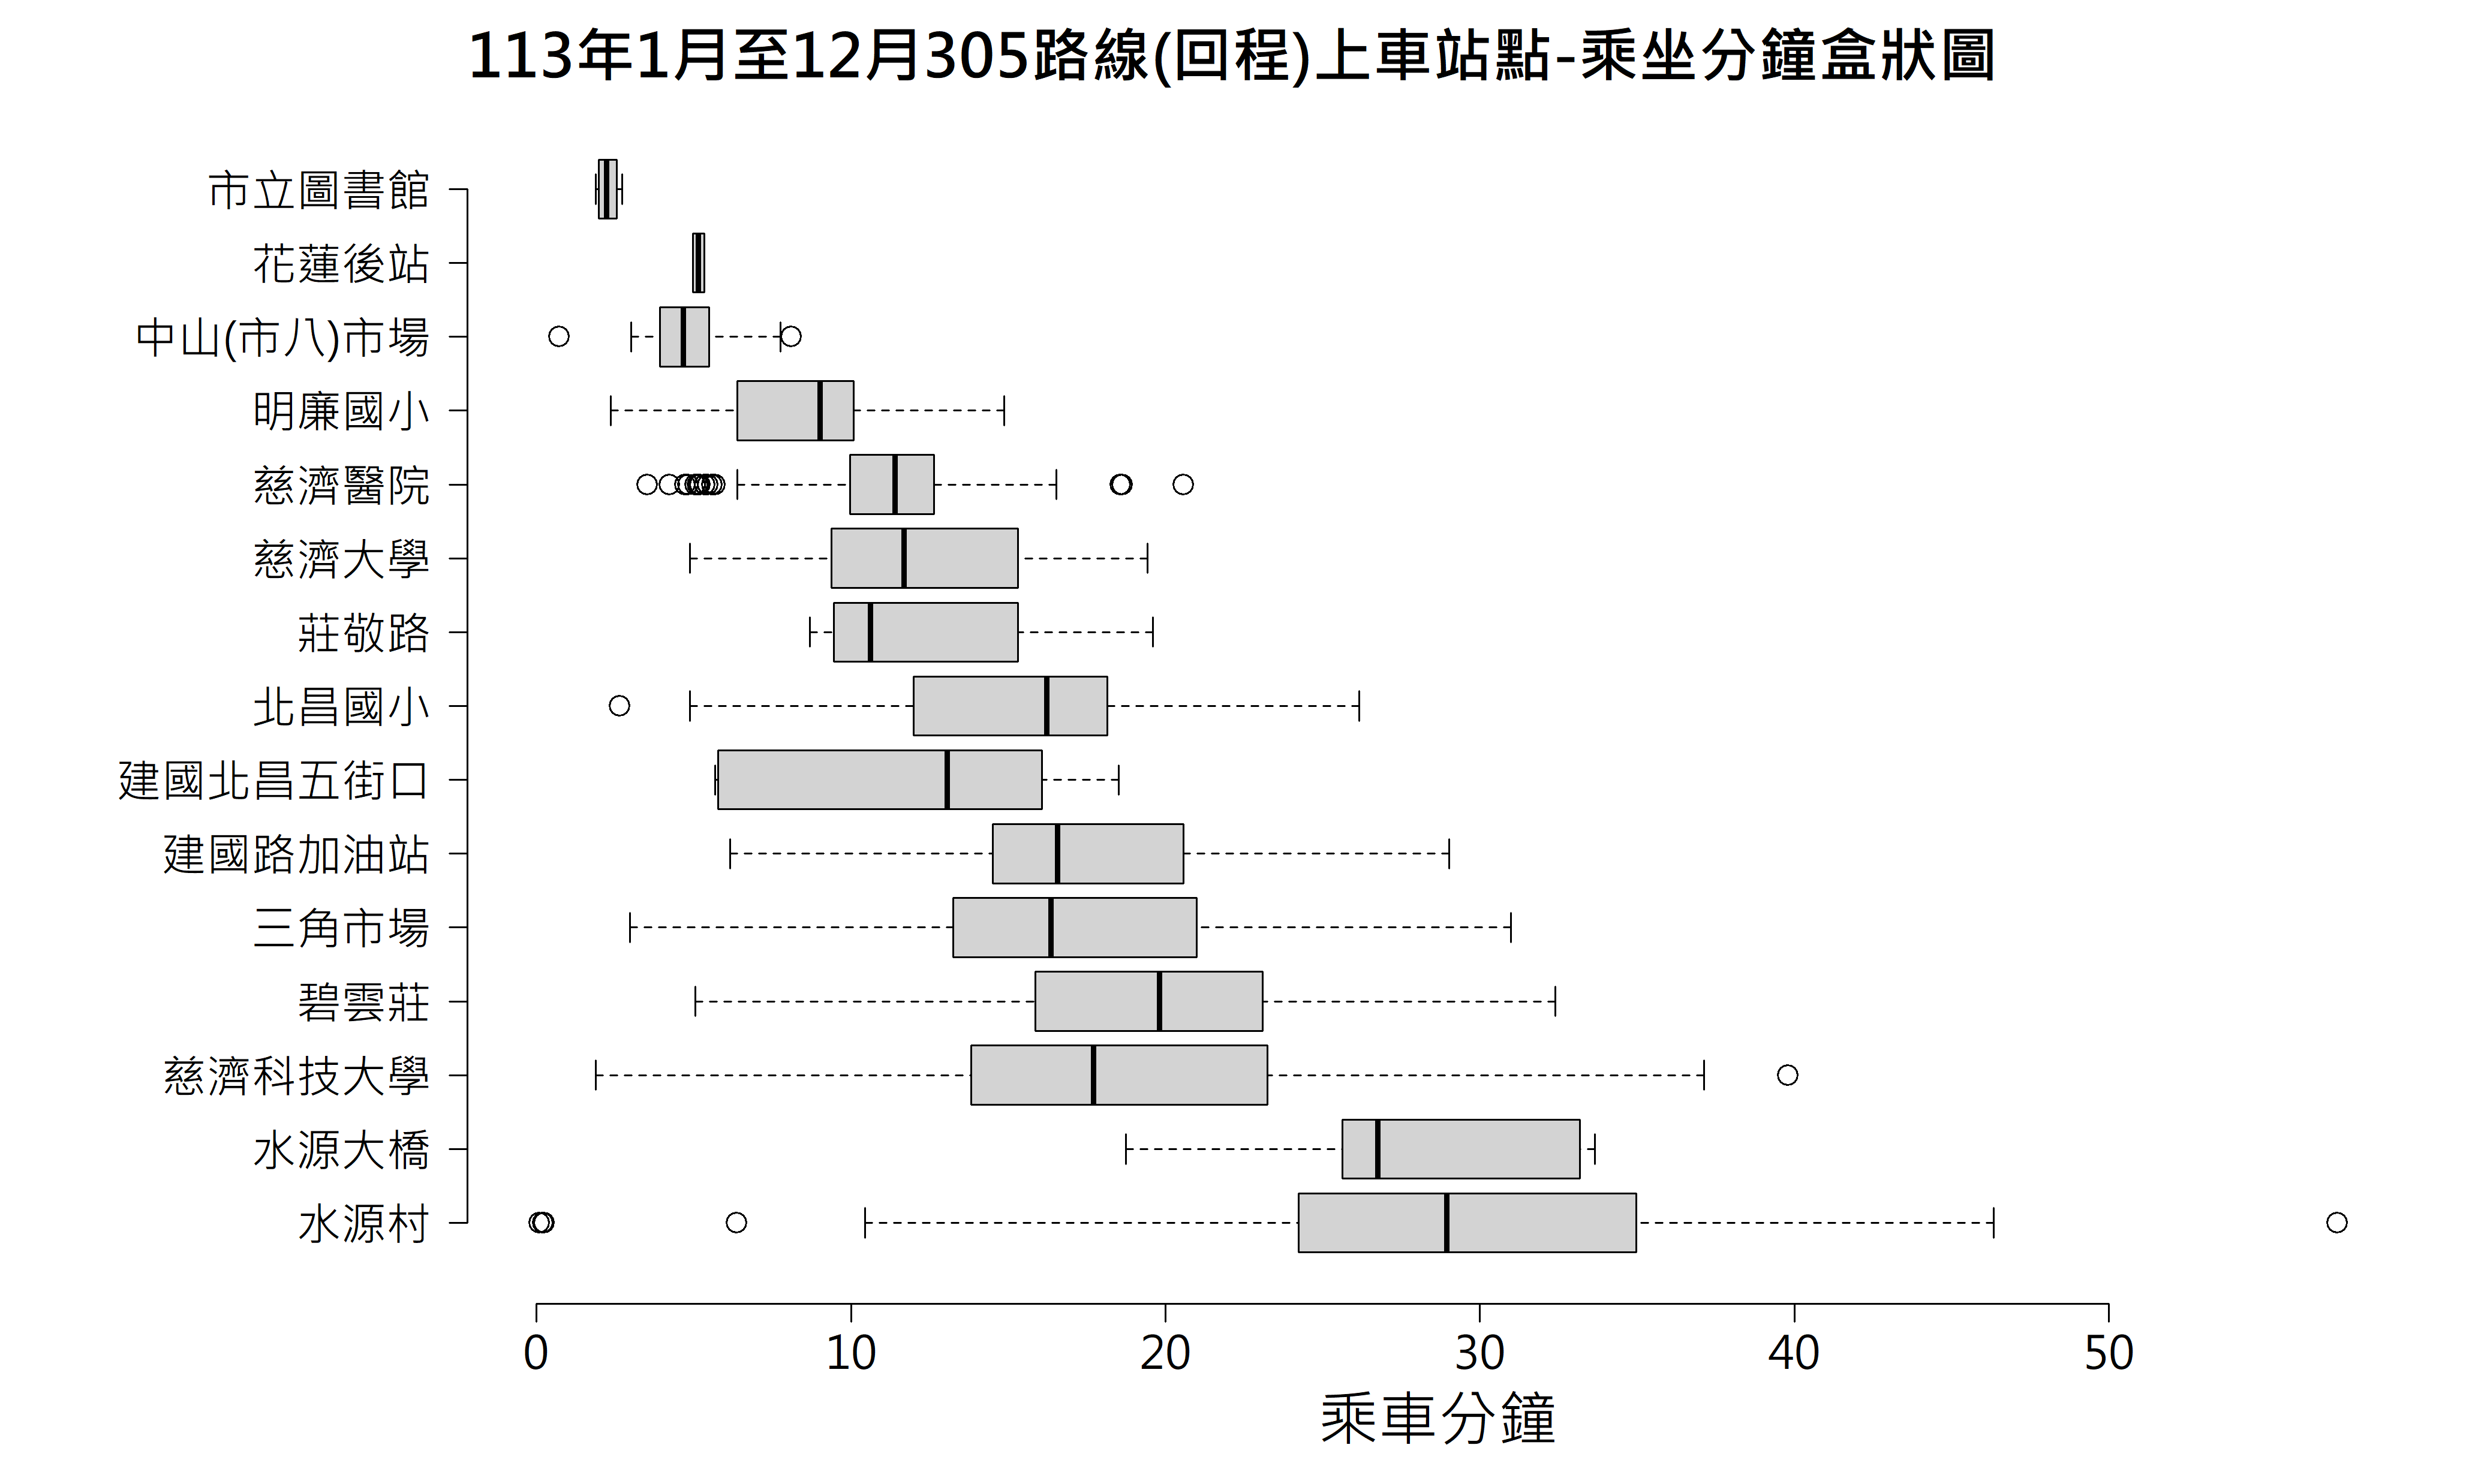 113年1月至12月305路線(回程)上車站點-乘坐分鐘盒狀圖
市立圖書館
花蓮後站
中山(市八)市場
明廉國小
慈濟醫院
慈濟大學
莊敬路
北昌國小
建國北昌五街口
建國路加油站
三角市場
碧雲莊
慈濟科技大學
水源大橋
水源村
0 10 20 30 40 50
乘車分鐘